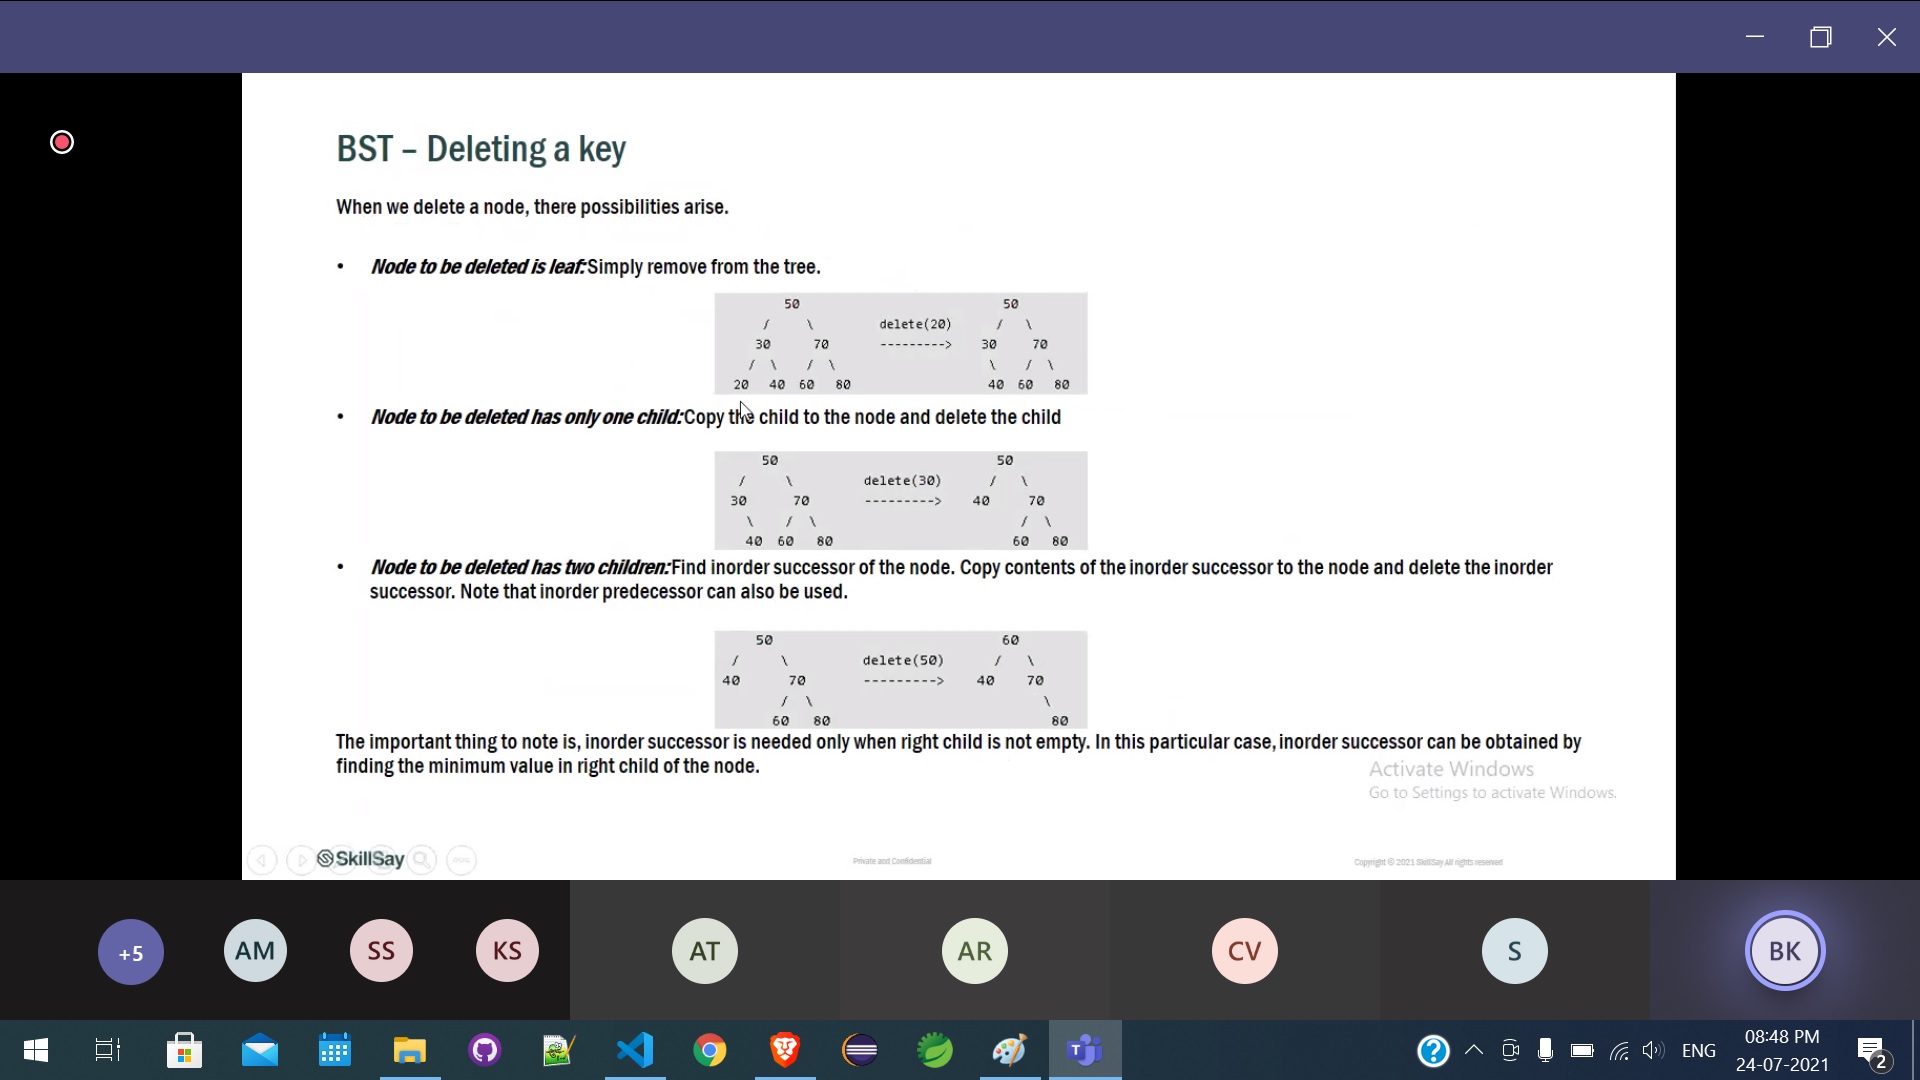 BST – Deleting a key
When we delete a node, there possibilities arise.
• Node to be deleted is leaf:Simply remove from the tree.
50 50
/ \ delete(20) / \
30 70 ---------> 30 70
/ \ / \ \ / \
20 40 60 80 40 60 80
• Node to be deleted has only one child:Copy the child to the node and delete the child
50 50
/ \ delete(30) / \
30 70 ---------> 40 70
\ / \ / \
40 60 80 60 80
• Node to be deleted has two children:Find inorder successor of the node. Copy contents of the inorder successor to the node and delete the inorder
successor. Note that inorder predecessor can also be used.
50 60
/ \ delete(50) / \
40 70 ---------> 40 70
/ \ \
60 80 80
The important thing to note is, inorder successor is needed only when right child is not empty. In this particular case, inorder successor can be obtained by
finding the minimum value in right child of the node.
Activate Windows
Go to Settings to activate Windows.
SkillSay
Private and Confidential
Copyright © 2021 SkillSay All rights reserved
+5 AM SS KS AT AR CV S BK
ENG
08:48 PM
24-07-2021
2